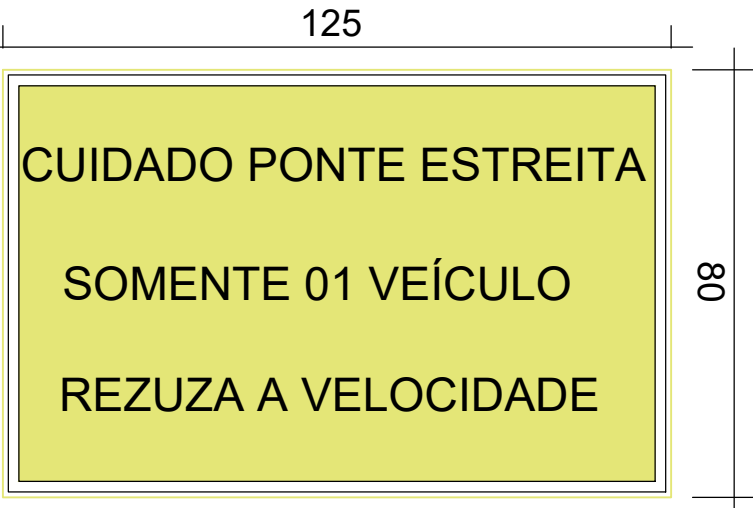 125
CUIDADO PONTE ESTREITA
SOMENTE 01 VEÍCULO
80
REZUZA A VELOCIDADE